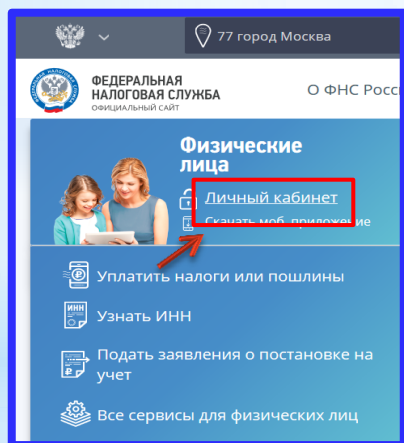 77 город Москва
ФЕДЕРАЛЬНАЯ
НАЛОГОВАЯ СЛУЖБА
ОФИЦИАЛЬНЫЙ САЙТ
О ФНС Росс
Физические
лица
Личный кабинет
Скачать моб. приложение
Уплатить налоги или пошлины
ИНН
Узнать ИНН
Подать заявления о постановке на
учет
Все сервисы для физических лиц